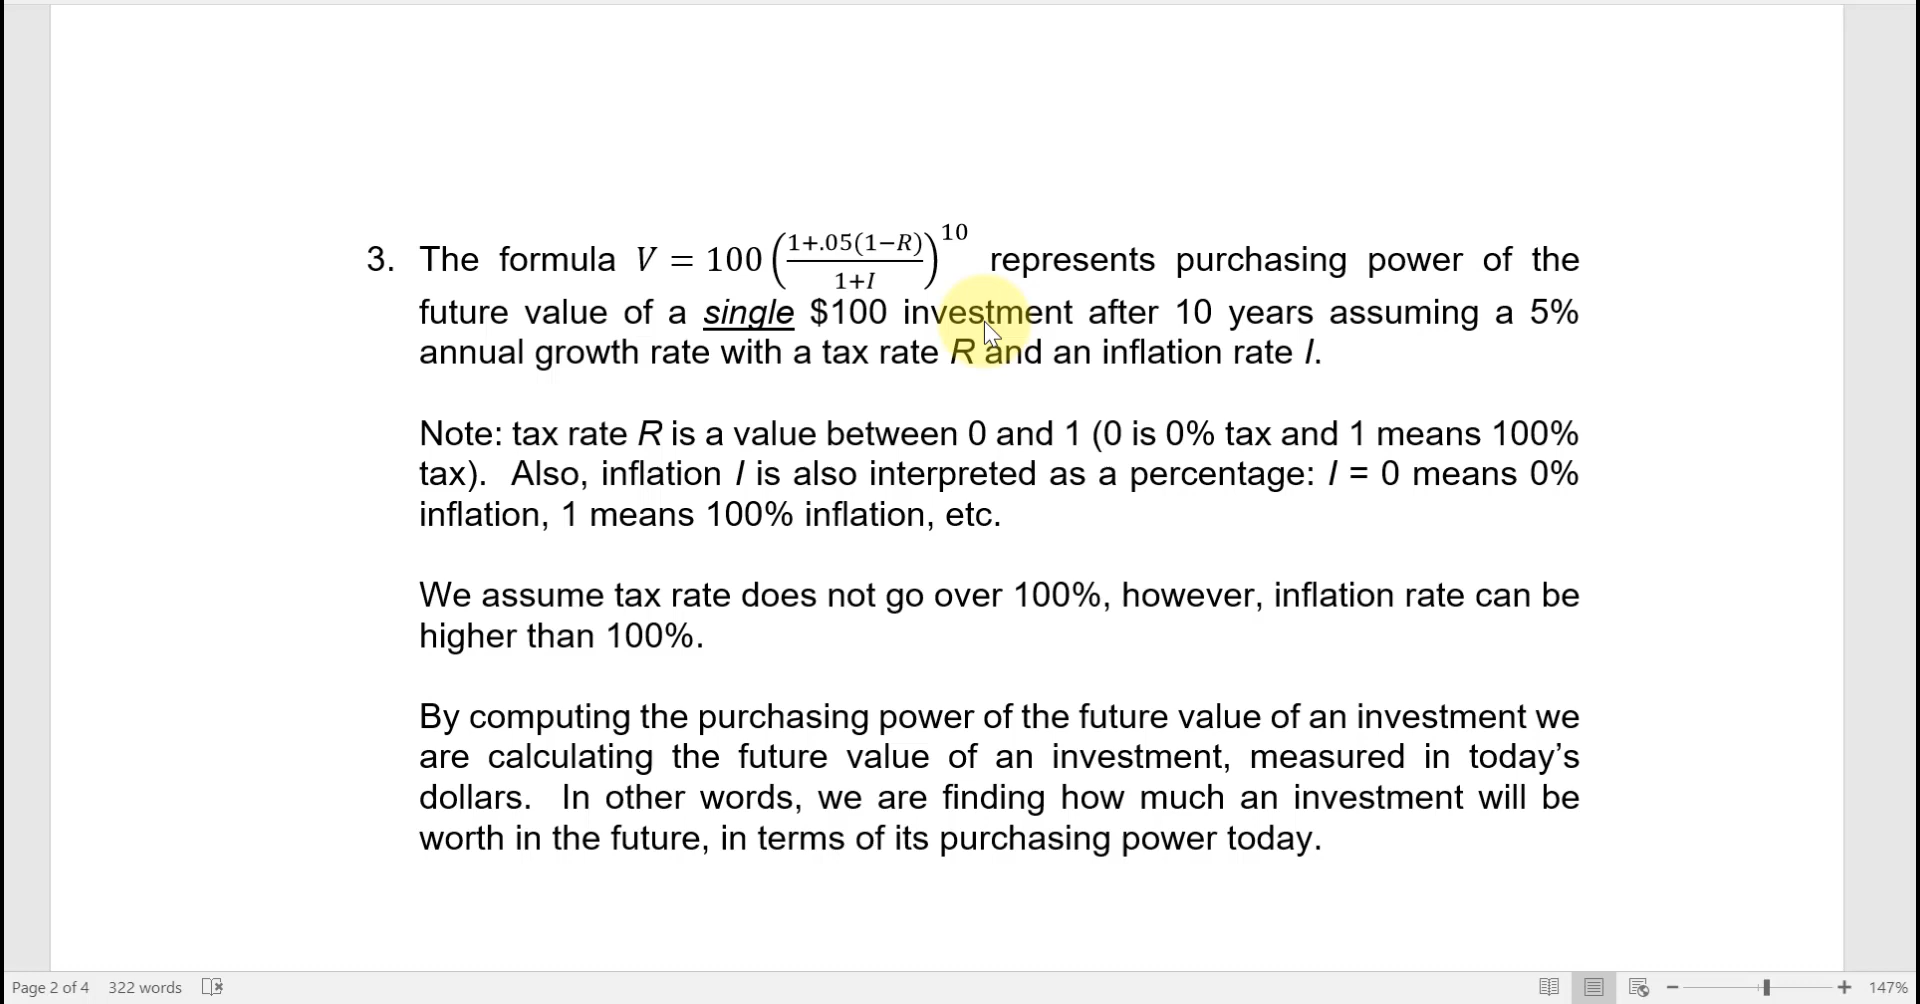 3. The formula V = 100 ((1+.05(1−R))/(1+I))^10 represents purchasing power of the
future value of a single $100 investment after 10 years assuming a 5%
annual growth rate with a tax rate R and an inflation rate I.
Note: tax rate R is a value between 0 and 1 (0 is 0% tax and 1 means 100%
tax). Also, inflation I is also interpreted as a percentage: I = 0 means 0%
inflation, 1 means 100% inflation, etc.
We assume tax rate does not go over 100%, however, inflation rate can be
higher than 100%.
By computing the purchasing power of the future value of an investment we
are calculating the future value of an investment, measured in today’s
dollars. In other words, we are finding how much an investment will be
worth in the future, in terms of its purchasing power today.
Page 2 of 4 322 words 147%